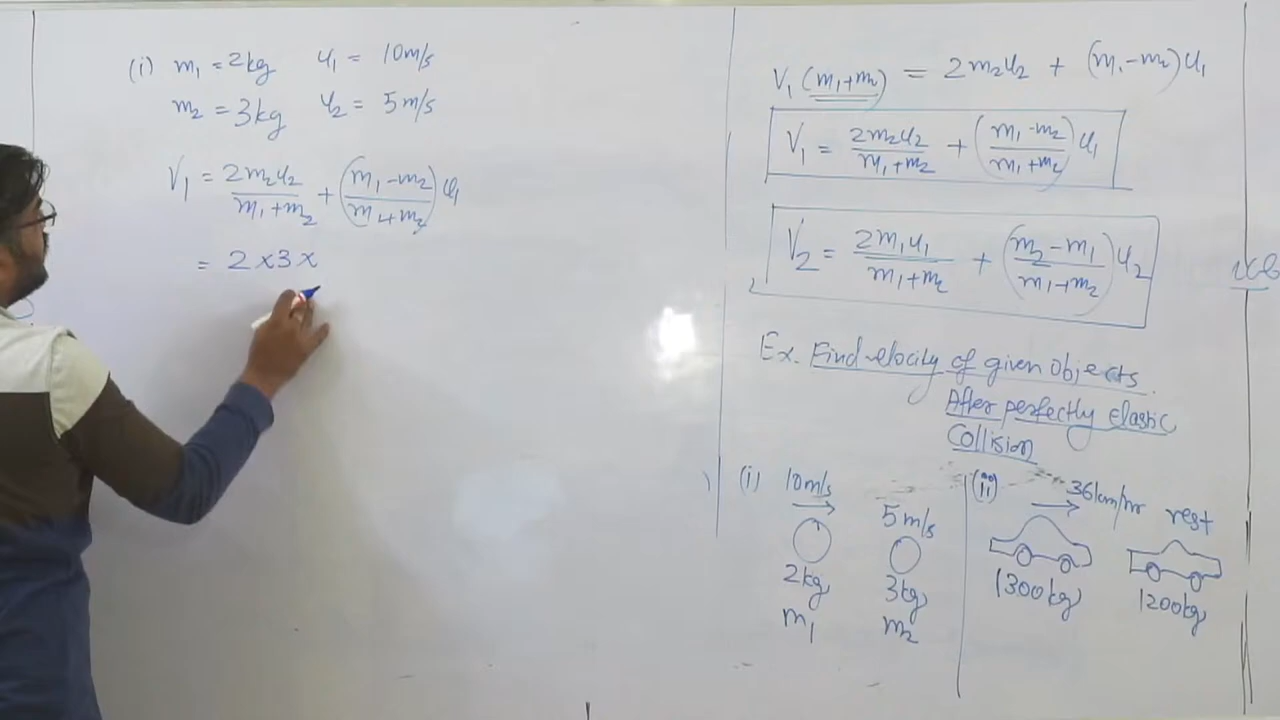 (i) m₁ = 2kg u₁ = 10m/s
m₂ = 3kg u₂ = 5m/s
V₁ = 2m₂u₂/m₁+m₂ + (m₁-m₂/m₁+m₂)u₁
= 2×3×
V₁(m₁+m₂) = 2m₂u₂ + (m₁-m₂)u₁
V₁ = 2m₂u₂/m₁+m₂ + (m₁-m₂/m₁+m₂)u₁
V₂ = 2m₁u₁/m₁+m₂ + (m₂-m₁/m₁+m₂)u₂
Ex. Find velocity of given objects.
After perfectly Elastic
Collision
(i) 10m/s
5m/s
2kg 3kg
m₁ m₂
(ii) 36km/hr rest
1300kg 1200kg